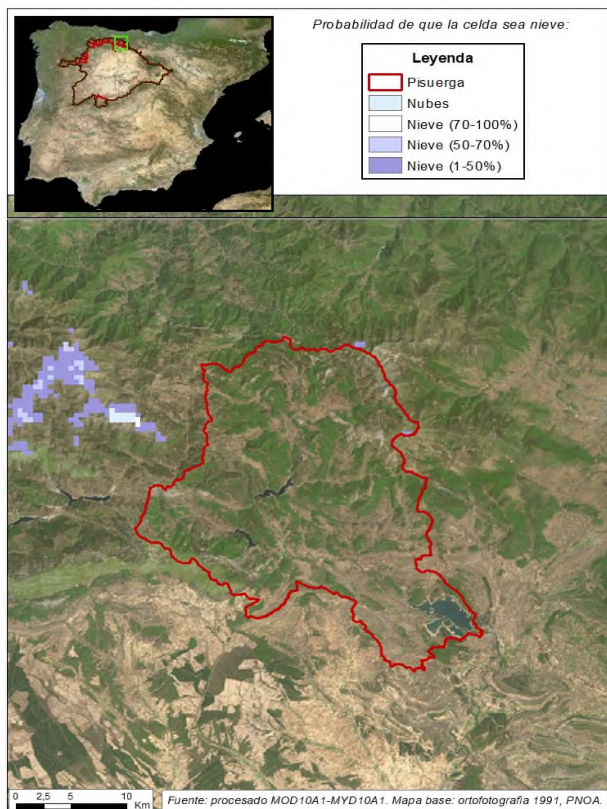 Probabilidad de que la celda sea nieve:
Leyenda
Pisuerga
Nubes
Nieve (70-100%)
Nieve (50-70%)
Nieve (1-50%)
0 2,5 5 10
Km
Fuente: procesado MOD10A1-MYD10A1. Mapa base: ortofotografia 1991, PNOA